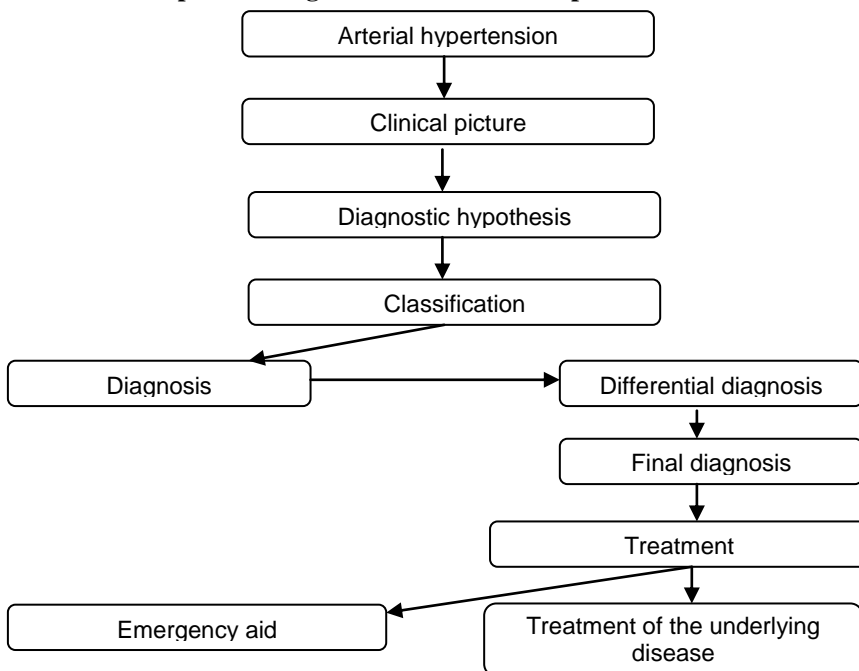 Arterial hypertension
Clinical picture
Diagnostic hypothesis
Classification
Diagnosis
Differential diagnosis
Final diagnosis
Treatment
Emergency aid
Treatment of the underlying
disease